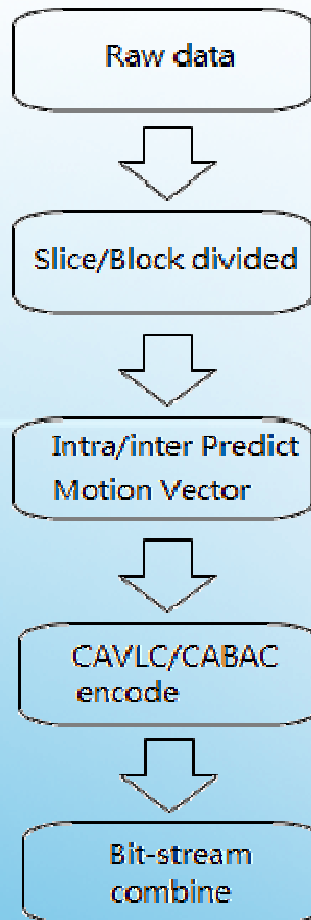 Raw data
Slice/Block divided
Intra/inter Predict
Motion Vector
CAVLC/CABAC
encode
Bit-stream
combine